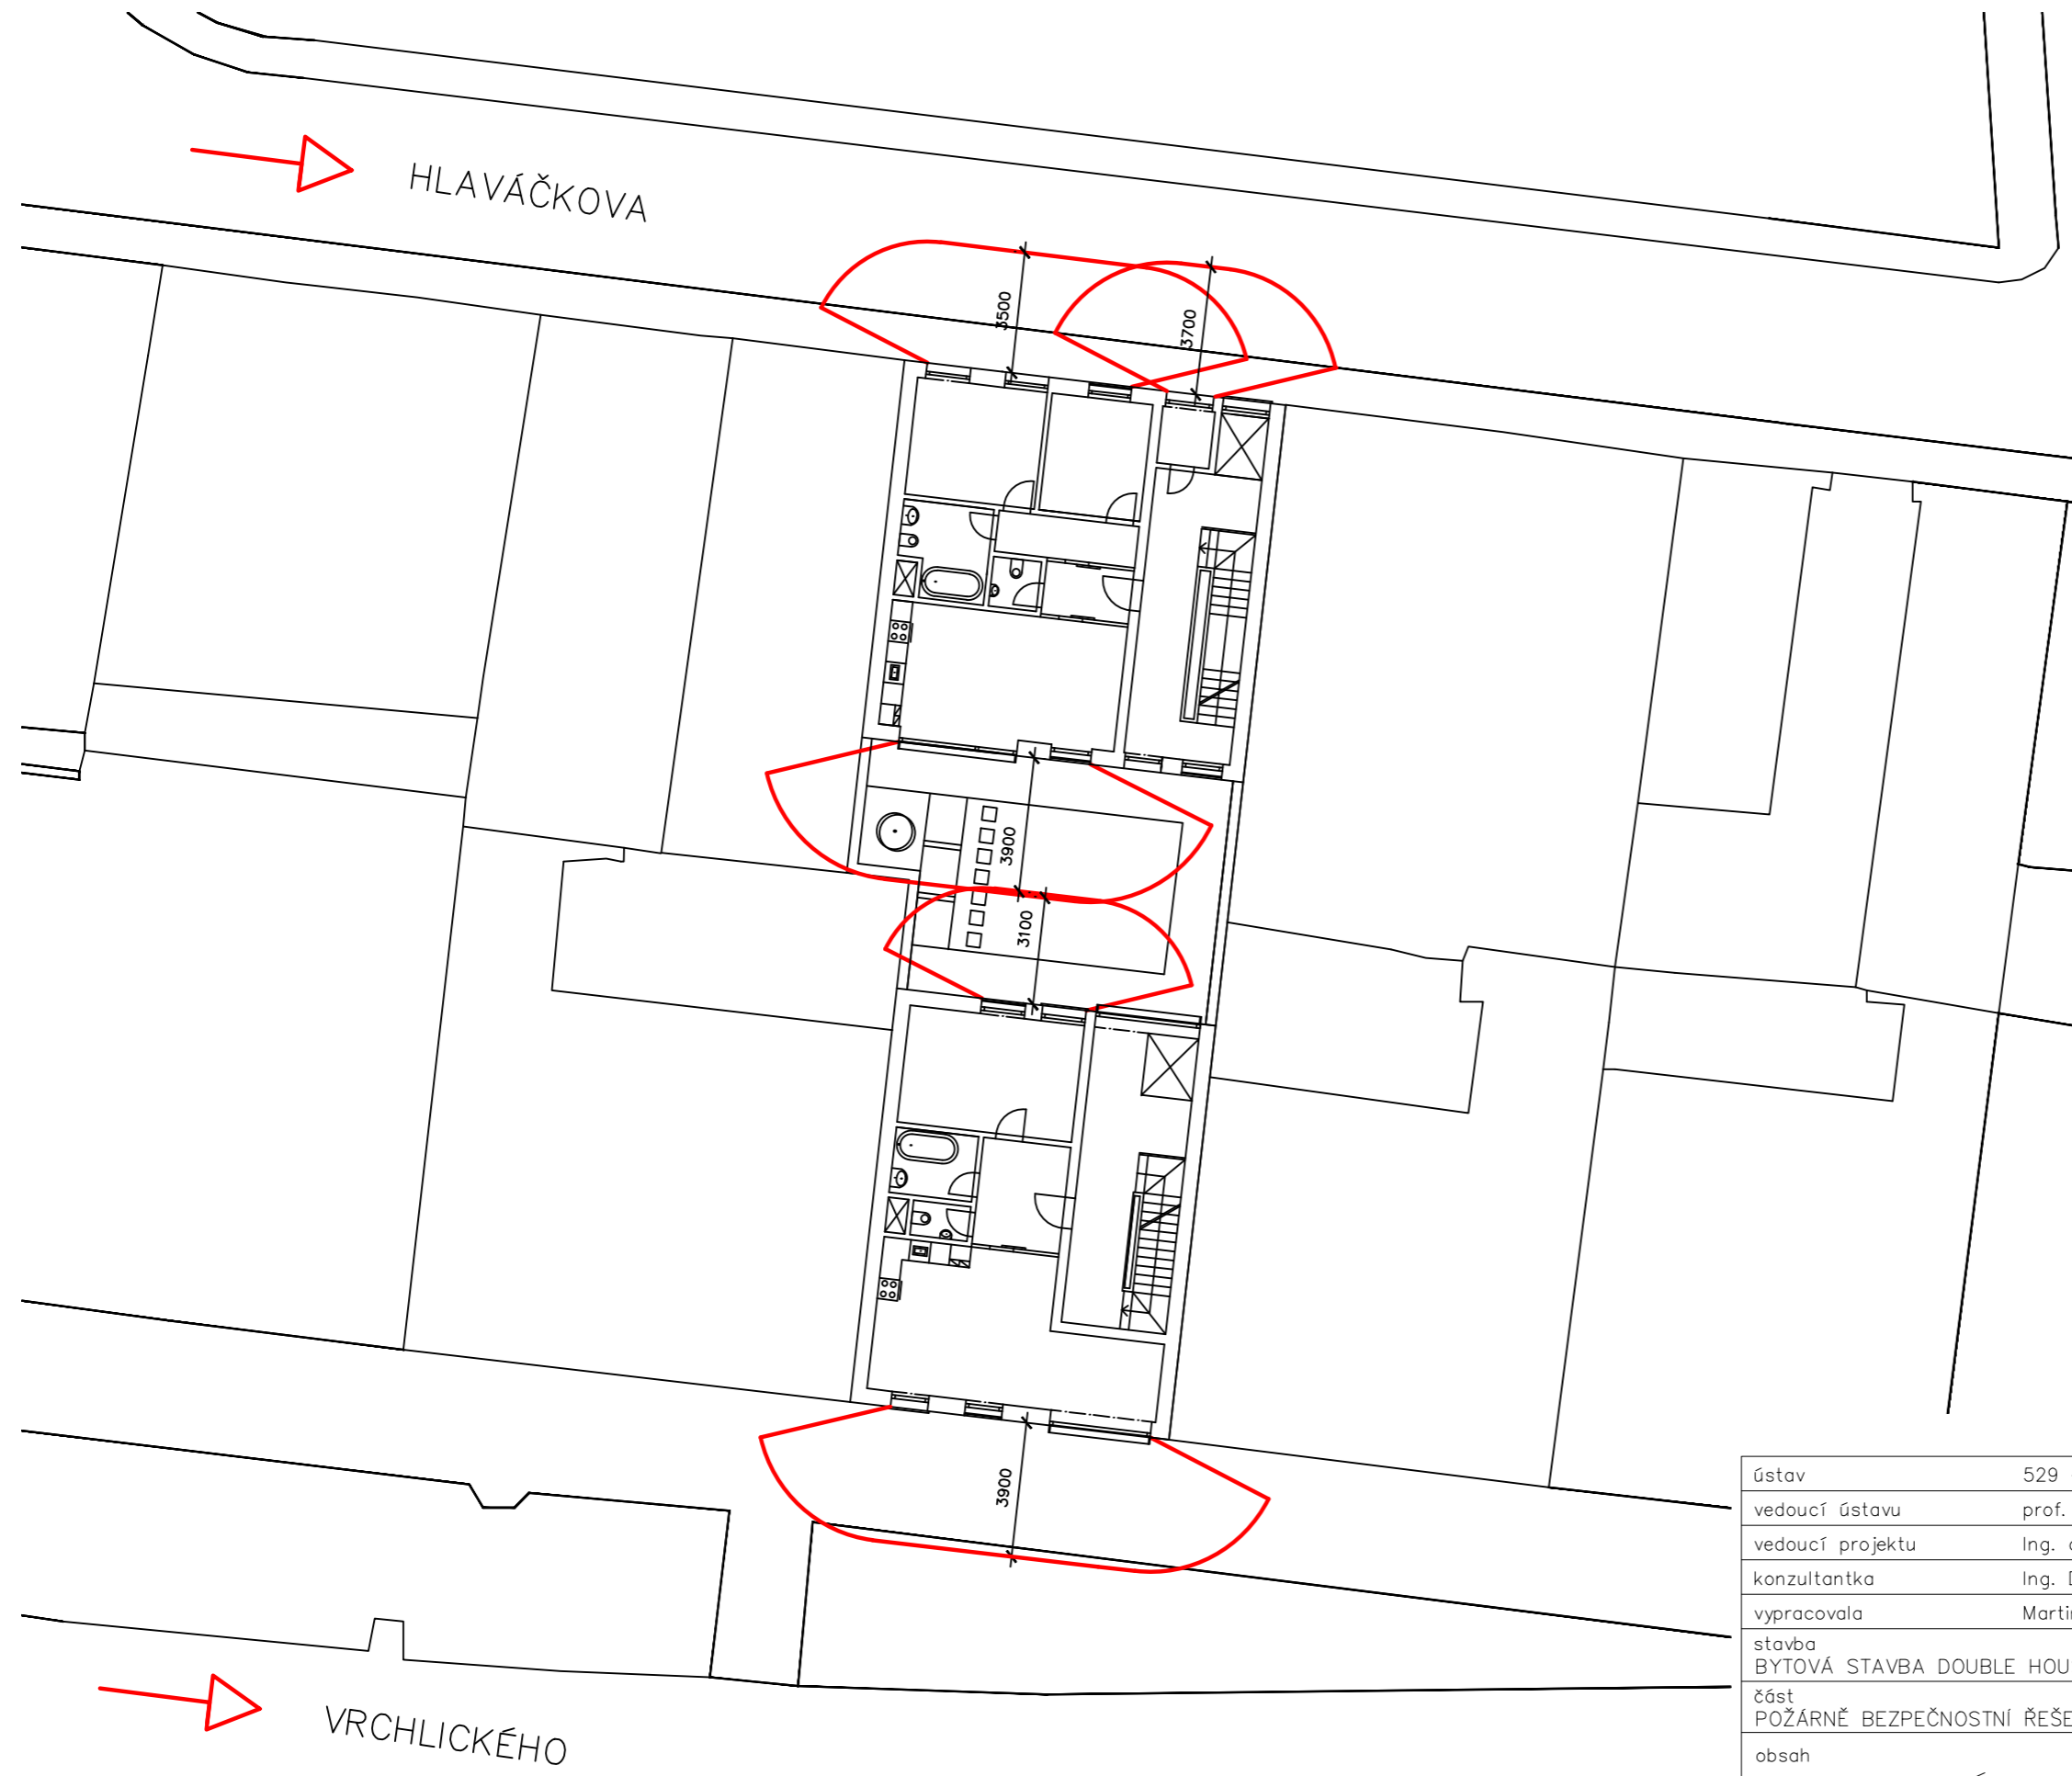 HLAVÁČKOVA
3500
3700
3900
3100
3900
VRCHLICKÉHO
ústav 529
vedoucí ústavu prof.
vedoucí projektu Ing.
konzultantka Ing.
vypracovala
stavba
BYTOVÁ STAVBA DOUBLE
část
POŽÁRNĚ BEZPEČNOSTNÍ
obsah